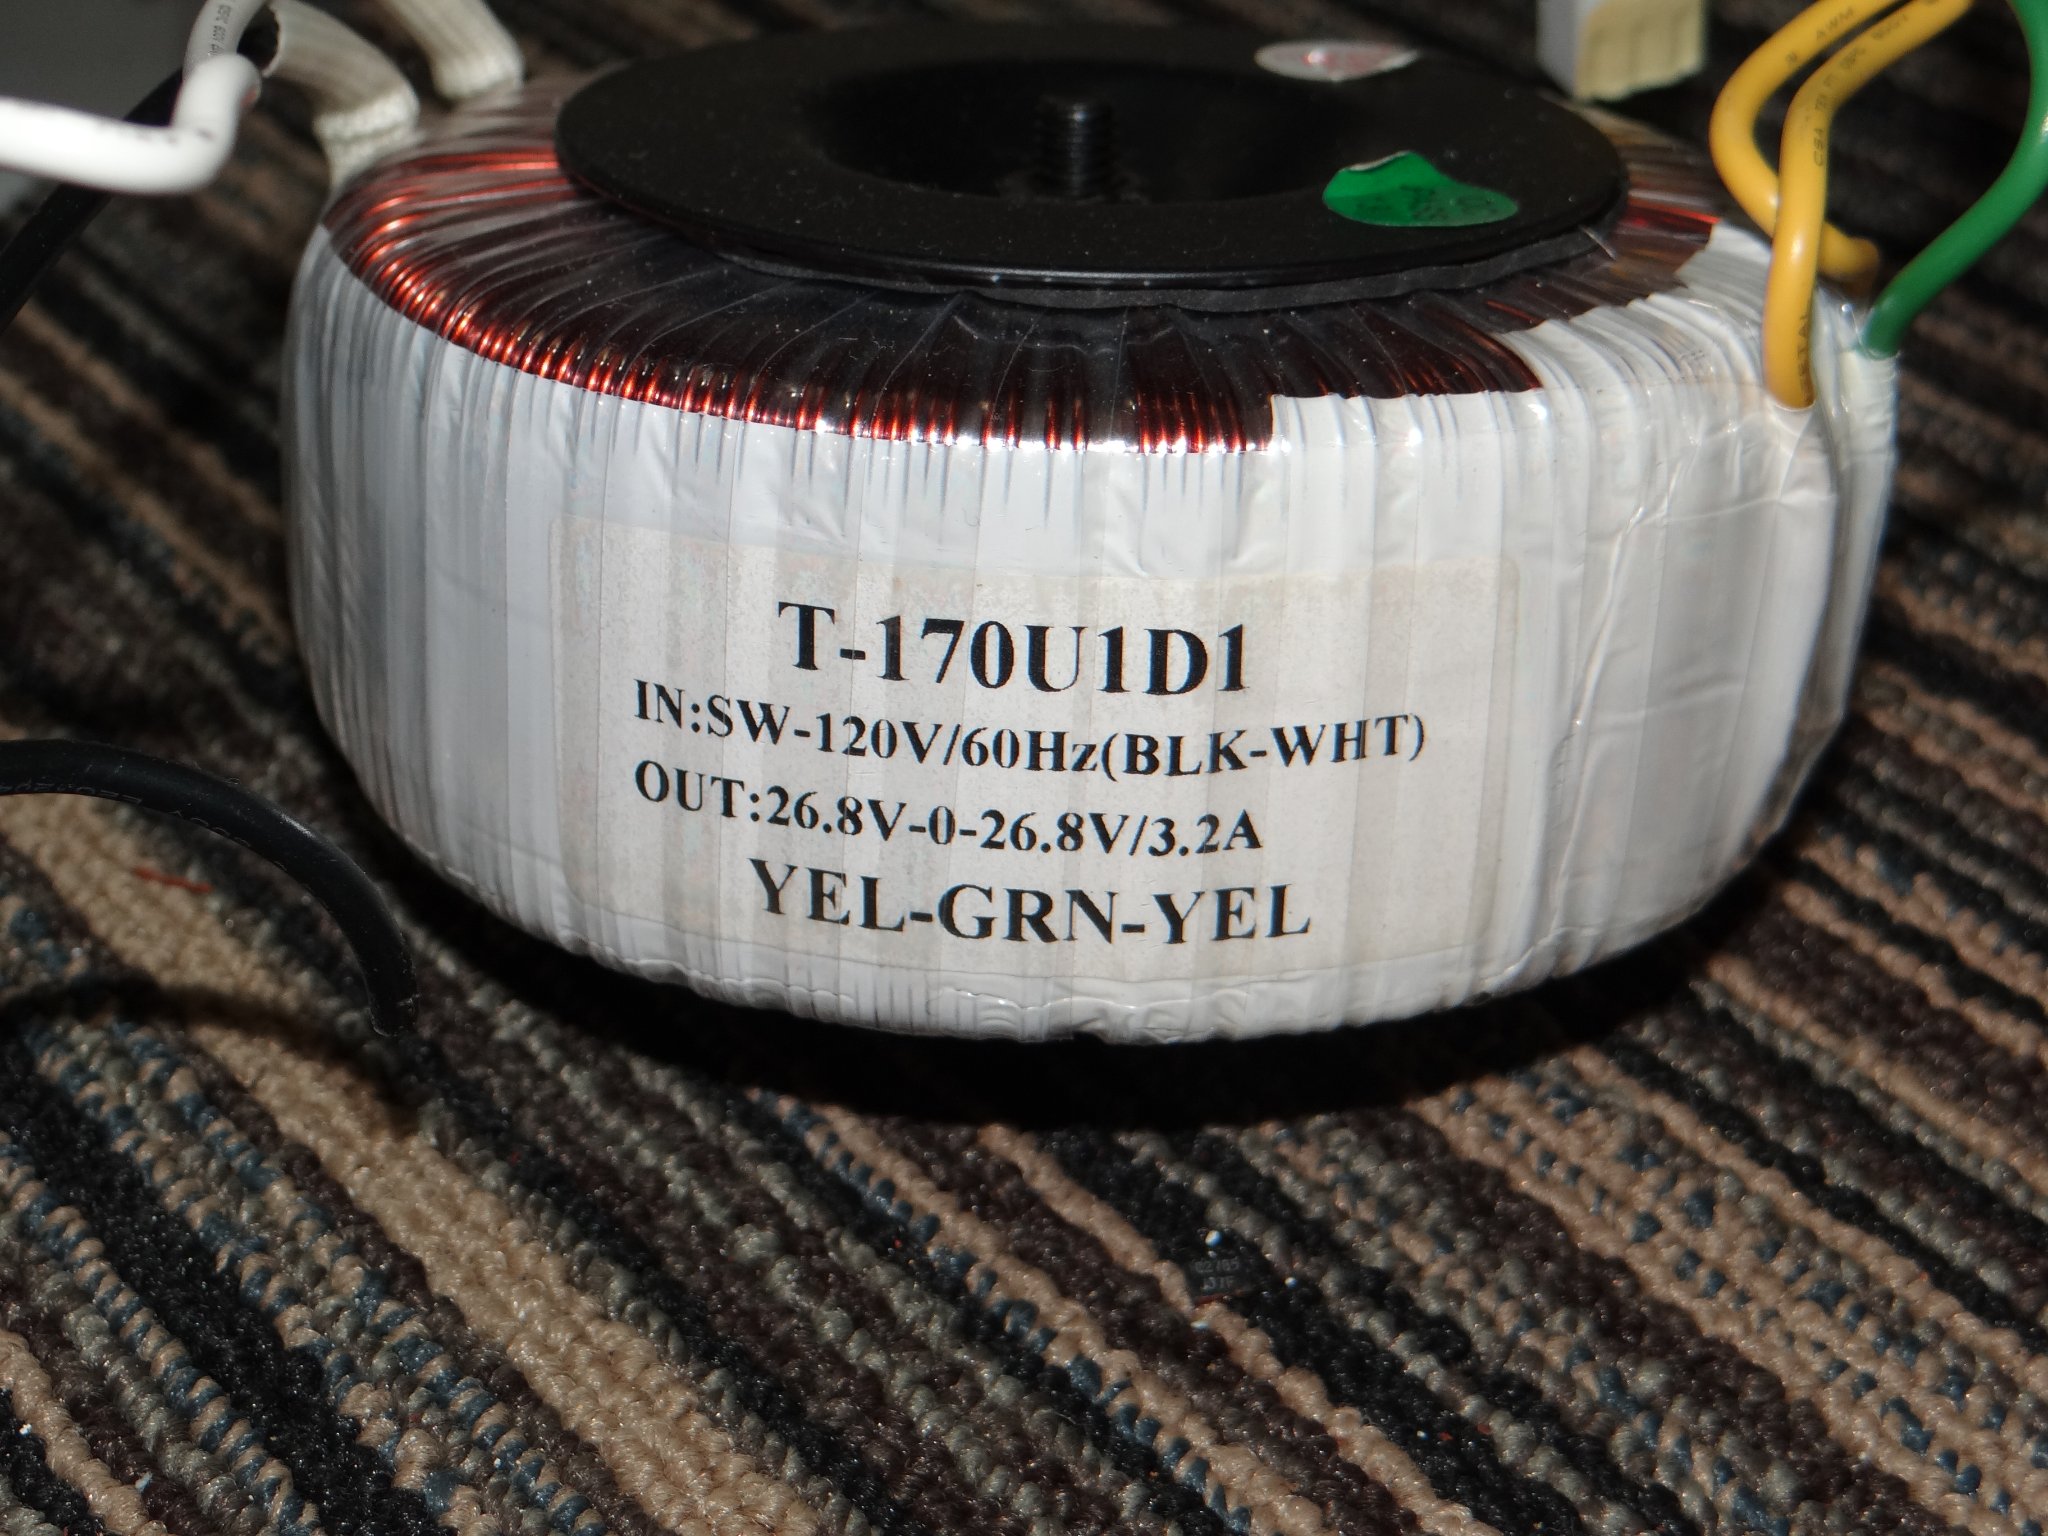 T-170U1D1
IN:SW-120V/60Hz(BLK-WHT)
OUT:26.8V-0-26.8V/3.2A
YEL-GRN-YEL